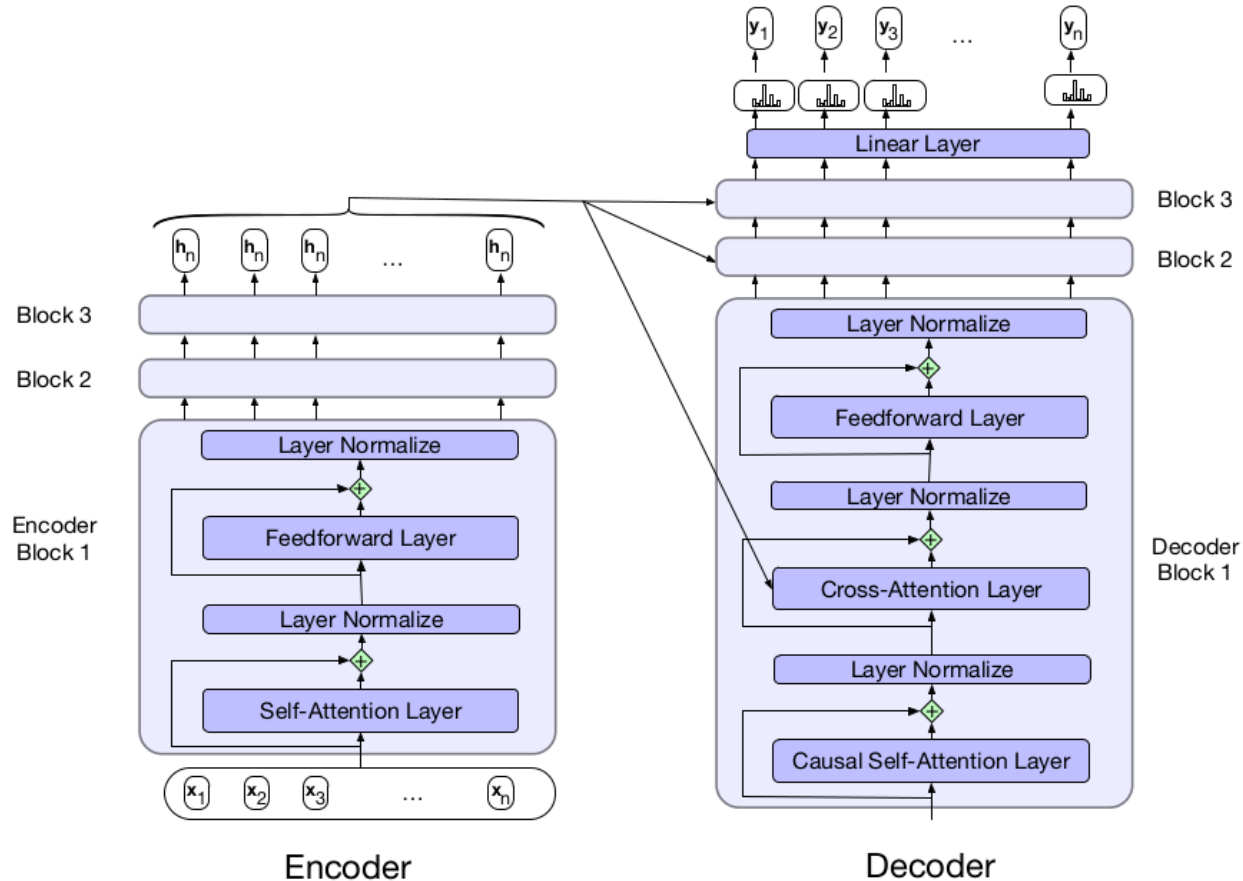 y1 y2 y3 ... yn
Linear Layer
Block 3
Block 2
Layer Normalize
Feedforward Layer
Layer Normalize
Cross-Attention Layer
Layer Normalize
Causal Self-Attention Layer
Decoder
Block 1
Decoder
hn hn hn ... hn
Block 3
Block 2
Layer Normalize
Feedforward Layer
Layer Normalize
Self-Attention Layer
Encoder
Block 1
x1 x2 x3 ... xn
Encoder